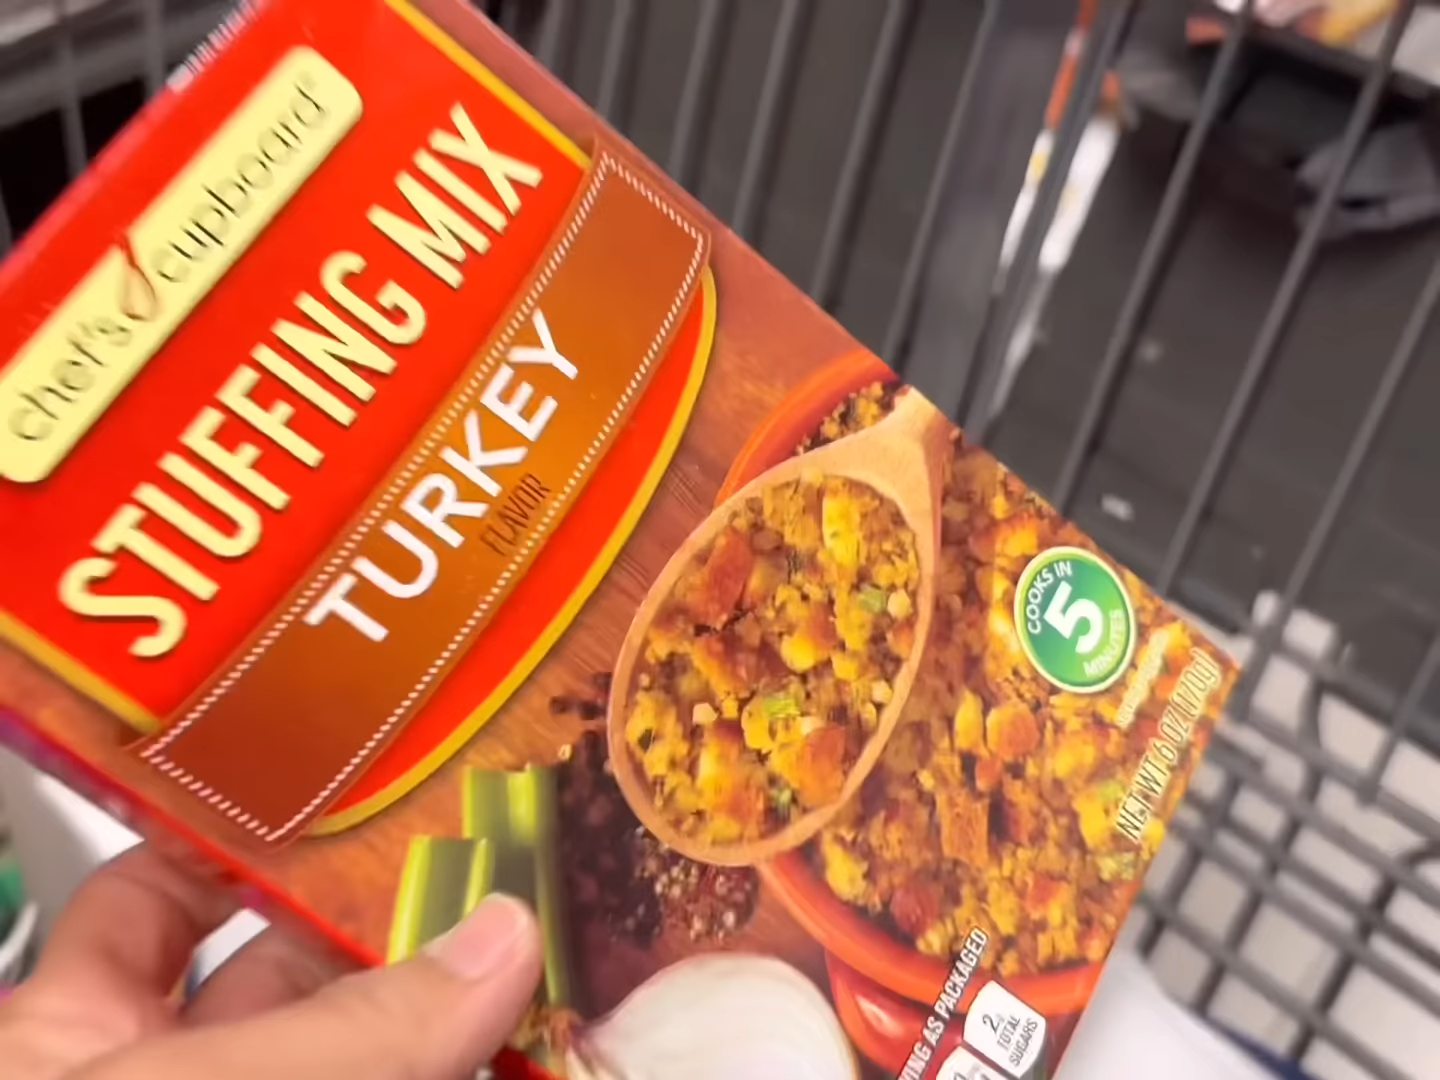 chef's cupboard
STUFFING MIX
TURKEY
FLAVOR
COOKS IN
5
MINUTES
NET WT 6 OZ (170g)
AS PACKAGED
2g
TOTAL
SUGARS